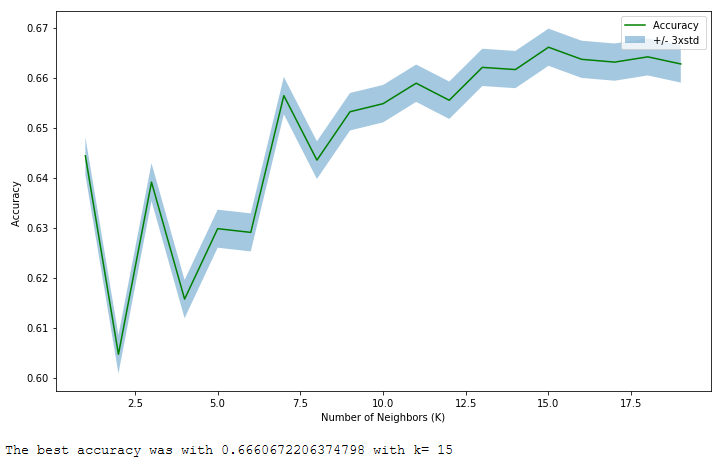 0.67
0.66
0.65
0.64
0.63
0.62
0.61
0.60
Accuracy
Accuracy
+/- 3xstd
2.5 5.0 7.5 10.0 12.5 15.0 17.5
Number of Neighbors (K)
The best accuracy was with 0.6660672206374798 with k= 15